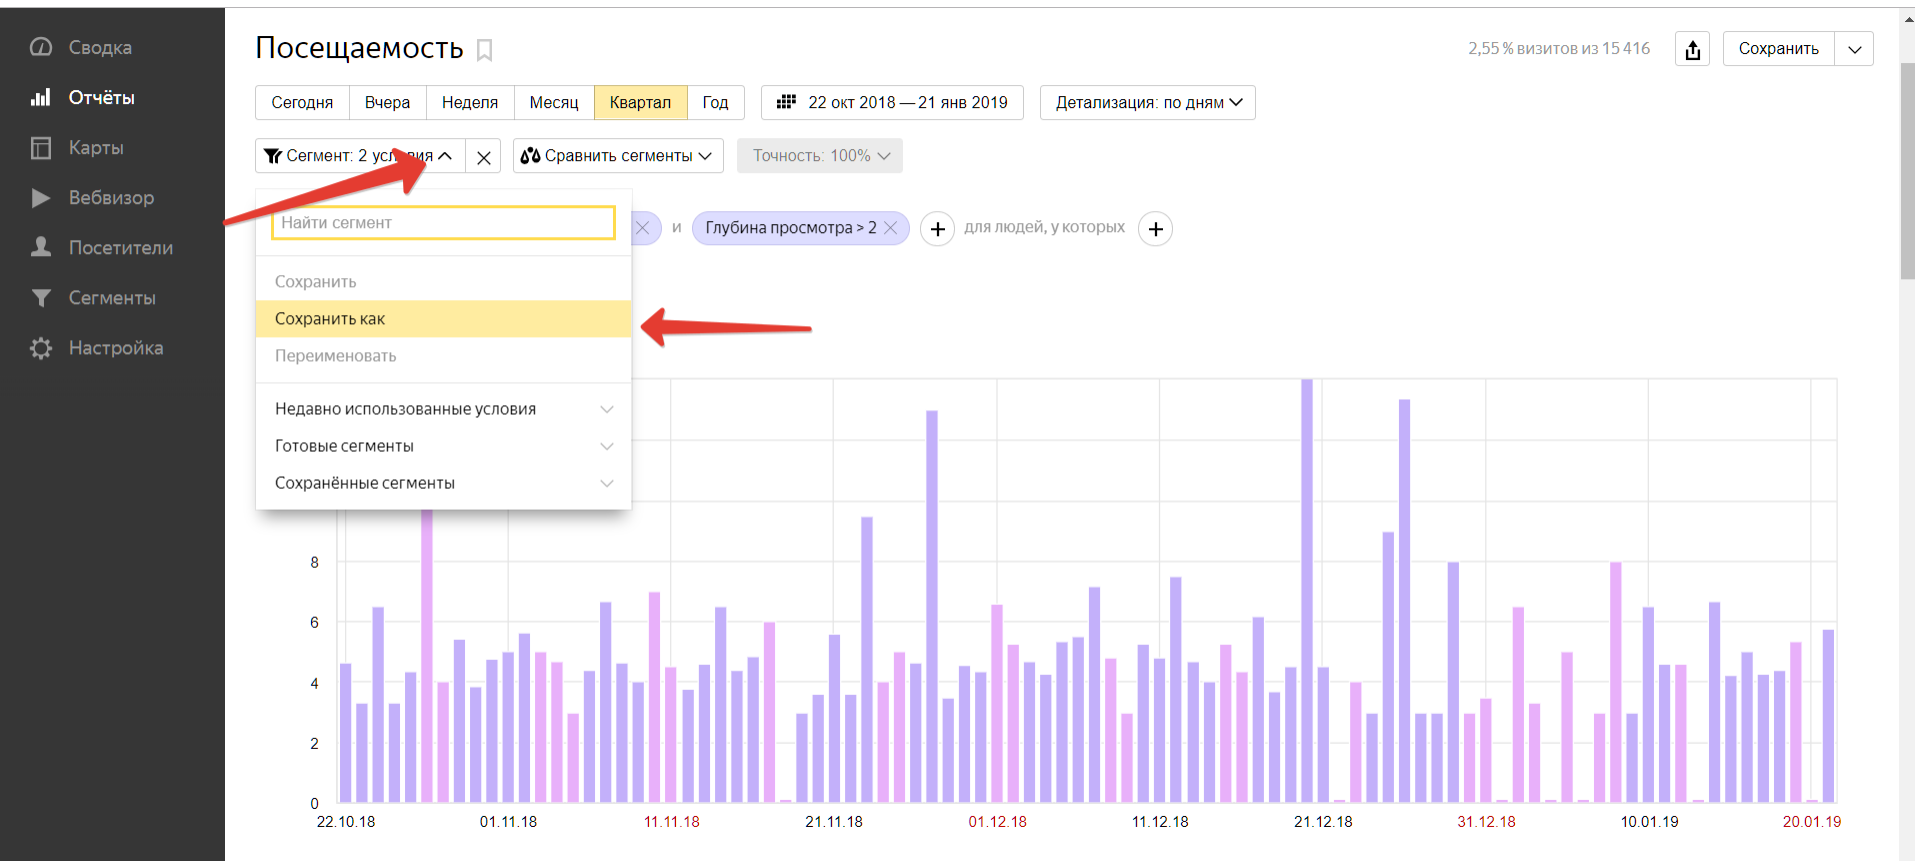 Сводка
Отчёты
Карты
Вебвизор
Посетители
Сегменты
Настройка
Посещаемость
2,55 % визитов из 15 416
Сохранить
Сегодня
Вчера
Неделя
Месяц
Квартал
Год
22 окт 2018 — 21 янв 2019
Детализация: по дням
Сегмент: 2 условия
Сравнить сегменты
Точность: 100%
Найти сегмент
и
Глубина просмотра > 2
для людей, у которых
Сохранить
Сохранить как
Переименовать
Недавно использованные условия
Готовые сегменты
Сохранённые сегменты
8
6
4
2
0
22.10.18
01.11.18
11.11.18
21.11.18
01.12.18
11.12.18
21.12.18
31.12.18
10.01.19
20.01.19